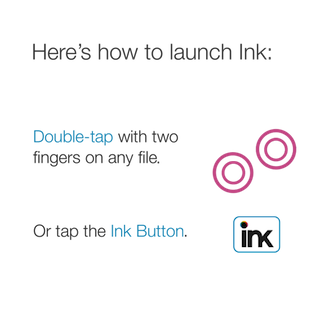 Here’s how to launch Ink:
Double-tap with two
fingers on any file.
Or tap the Ink Button.
ink